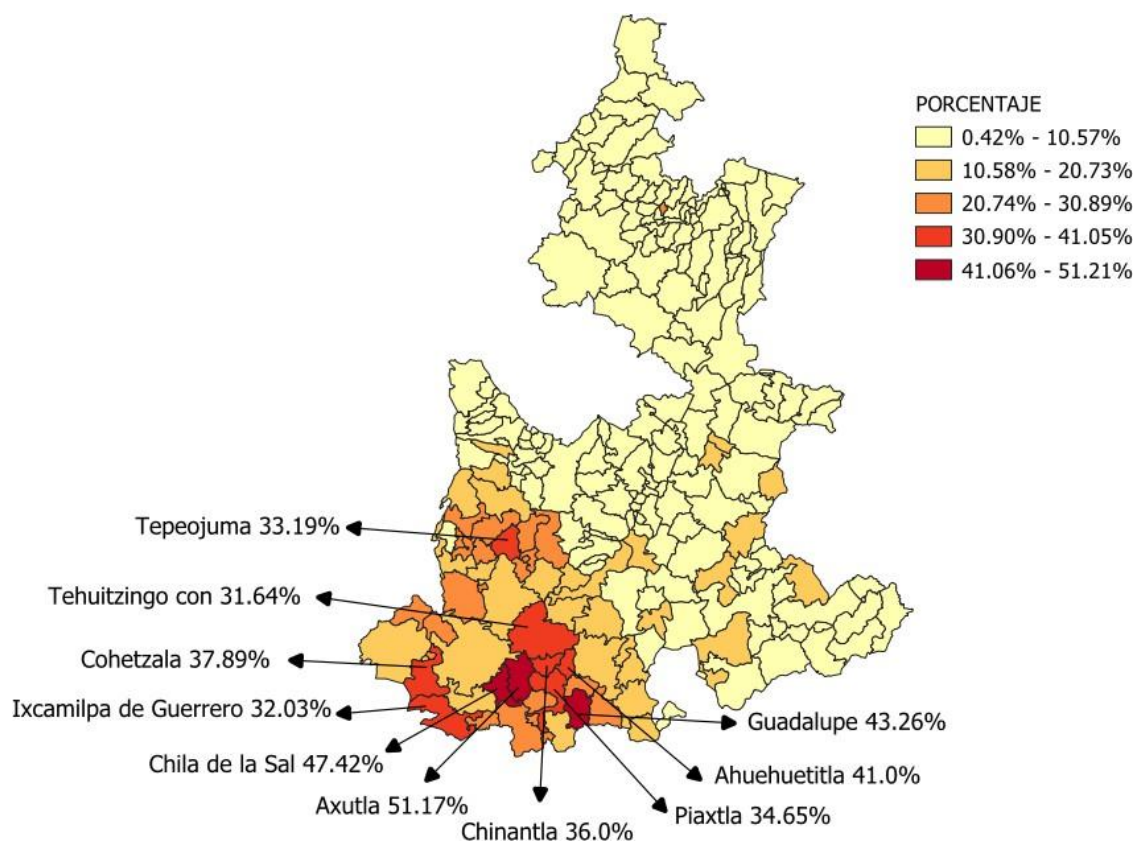 PORCENTAJE
0.42% - 10.57%
10.58% - 20.73%
20.74% - 30.89%
30.90% - 41.05%
41.06% - 51.21%
Tepeojuma 33.19%
Tehuitzingo con 31.64%
Cohetzala 37.89%
Ixcamilpa de Guerrero 32.03%
Chila de la Sal 47.42%
Axutla 51.17%
Chinantla 36.0%
Piaxtla 34.65%
Ahuehuetitla 41.0%
Guadalupe 43.26%